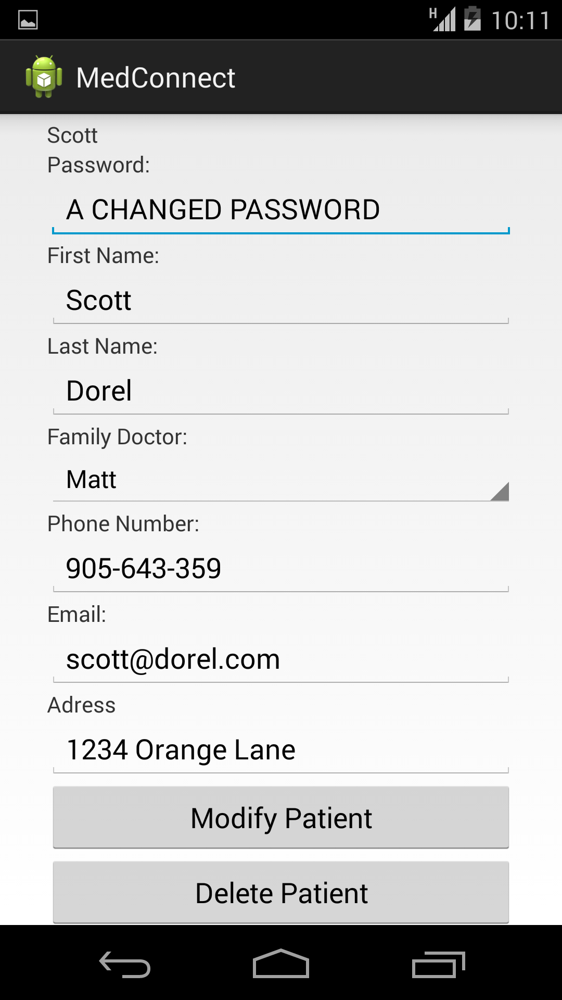 H 10:11
MedConnect
Scott
Password:
A CHANGED PASSWORD
First Name:
Scott
Last Name:
Dorel
Family Doctor:
Matt
Phone Number:
905-643-359
Email:
scott@dorel.com
Adress
1234 Orange Lane
Modify Patient
Delete Patient